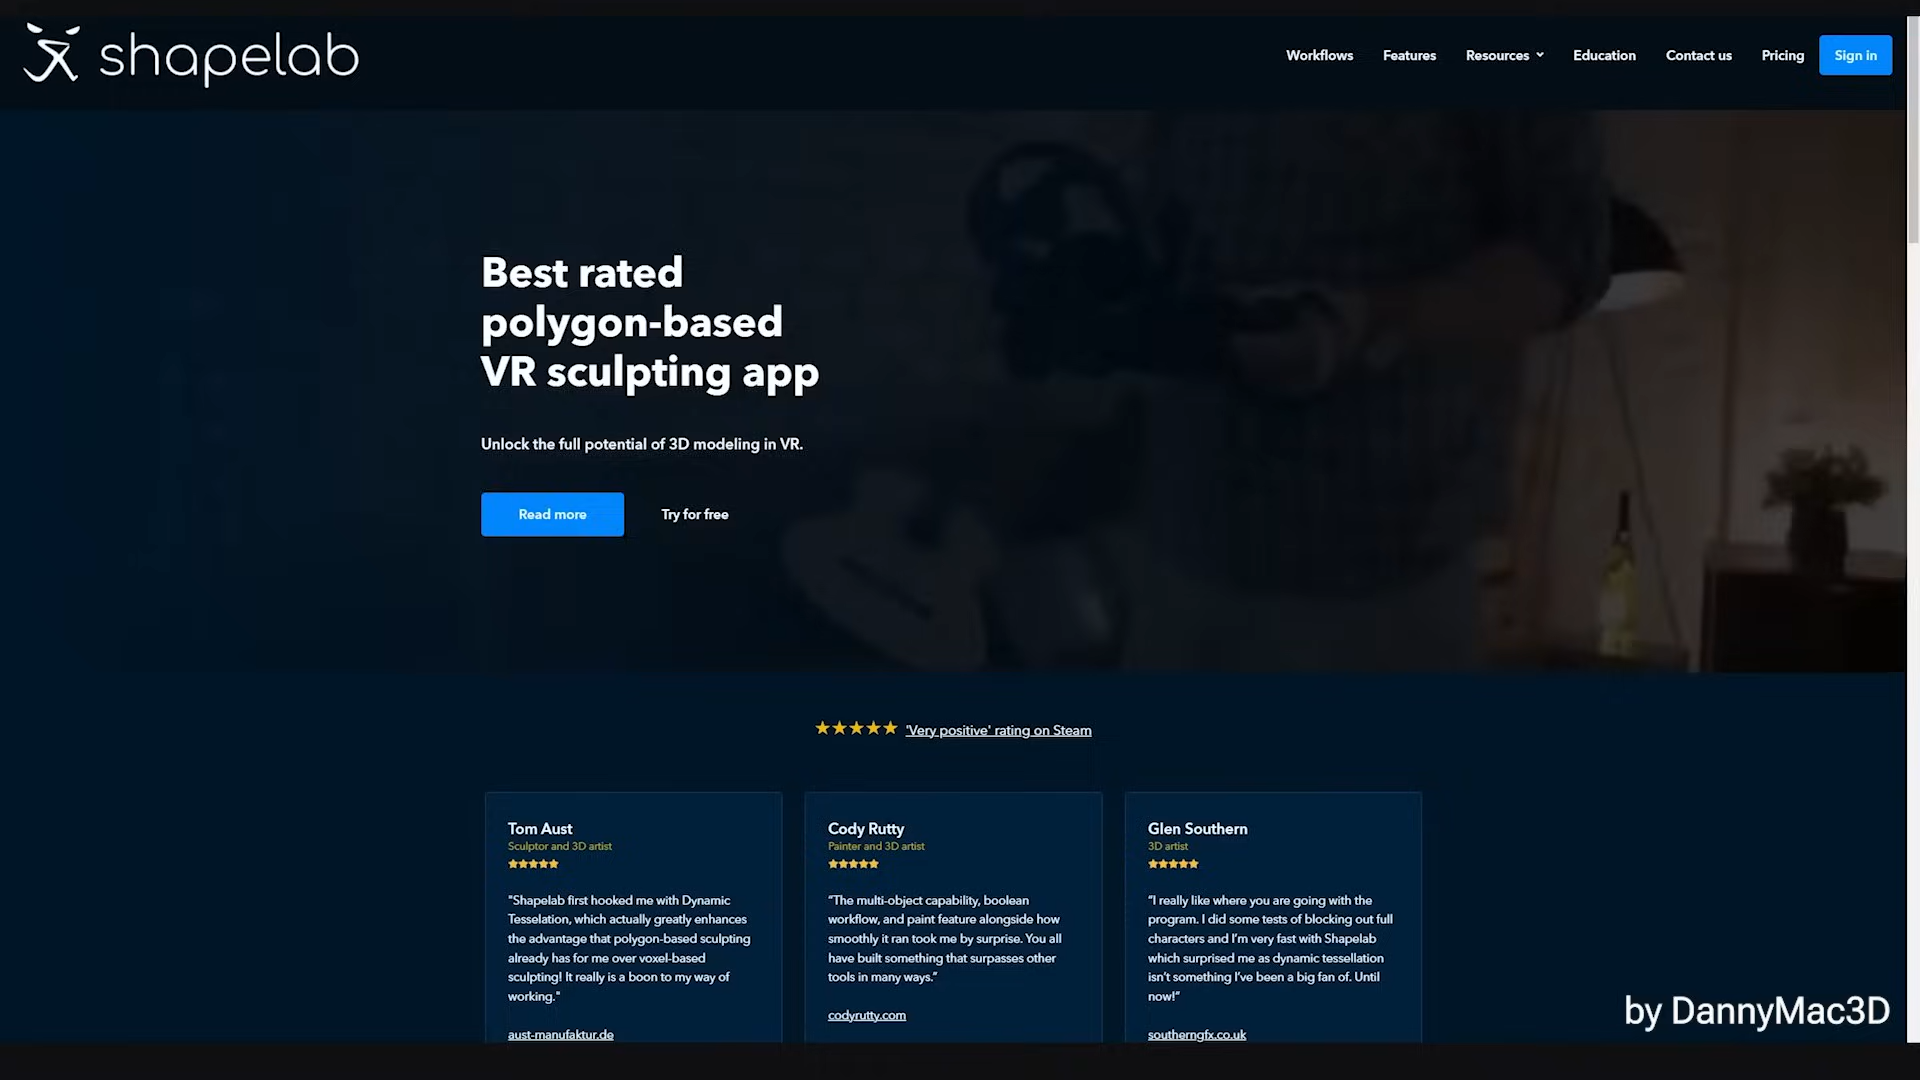 shapelab
Workflows Features Resources Education Contact us Pricing Sign in
Best rated
polygon-based
VR sculpting app
Unlock the full potential of 3D modeling in VR.
Read more Try for free
'Very positive' rating on Steam
Tom Aust
Sculptor and 3D artist
"Shapelab first hooked me with Dynamic
Tesselation, which actually greatly enhances
the advantage that polygon-based sculpting
already has for me over voxel-based
sculpting! It really is a boon to my way of
working."
aust-manufaktur.de
Cody Rutty
Painter and 3D artist
“The multi-object capability, boolean
workflow, and paint feature alongside how
smoothly it ran took me by surprise. You all
have built something that surpasses other
tools in many ways.”
codyrutty.com
Glen Southern
3D artist
“I really like where you are going with the
program. I did some tests of blocking out full
characters and I’m very fast with Shapelab
which surprised me as dynamic tessellation
isn’t something I’ve been a big fan of. Until
now!”
southerngfx.co.uk
by DannyMac3D